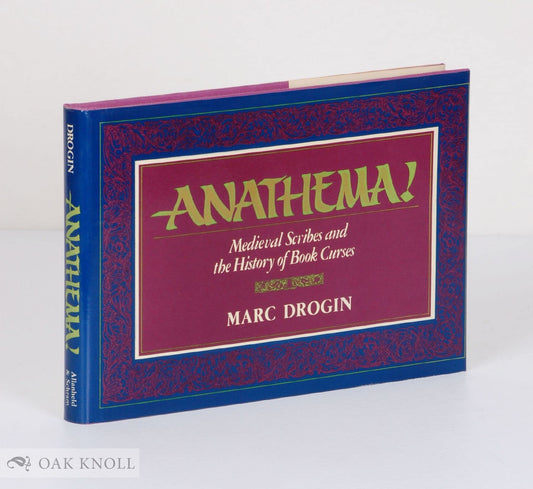 ANATHEMA!
Medieval Scribes and
the History of Book Curses
MARC DROGIN
DROGIN
ANATHEMA!
Allanheld
& Schram
OAK KNOLL